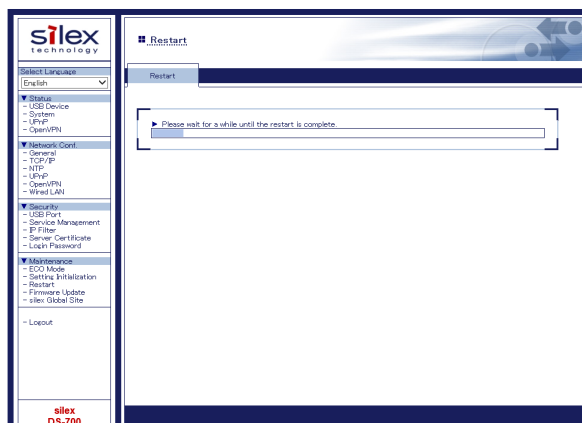 silex
technology
Select Language
English
▼ Status
- USB Device
- System
- UPnP
- OpenVPN
▼ Network Conf.
- General
- TCP/IP
- NTP
- UPnP
- OpenVPN
- Wired LAN
▼ Security
- USB Port
- Service Management
- IP Filter
- Server Certificate
- Login Password
▼ Maintenance
- ECO Mode
- Setting Initialization
- Restart
- Firmware Update
- silex Global Site
- Logout
silex
DS-700
Restart
Restart
Please wait for a while until the restart is complete.